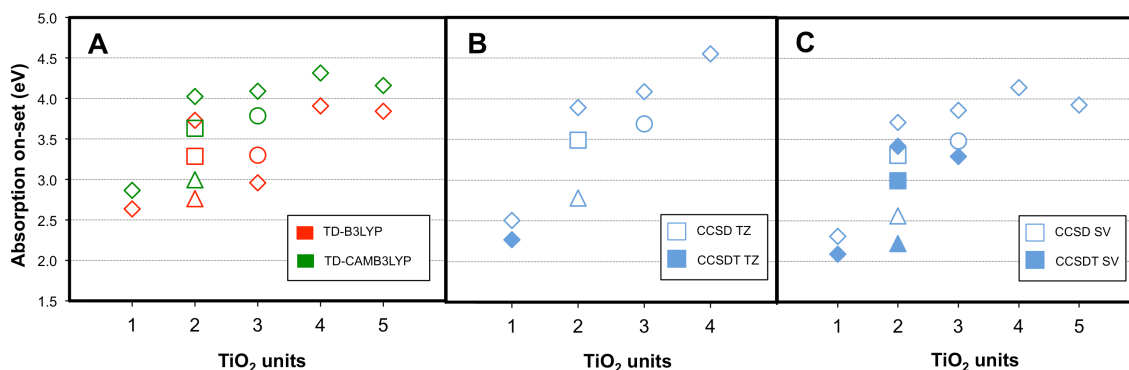 Absorption on-set (eV)
5.0
4.5
4.0
3.5
3.0
2.5
2.0
1.5
A
TD-B3LYP
TD-CAMB3LYP
1 2 3 4 5
TiO2 units
B
CCSD TZ
CCSDT TZ
1 2 3 4
TiO2 units
C
CCSD SV
CCSDT SV
1 2 3 4 5
TiO2 units